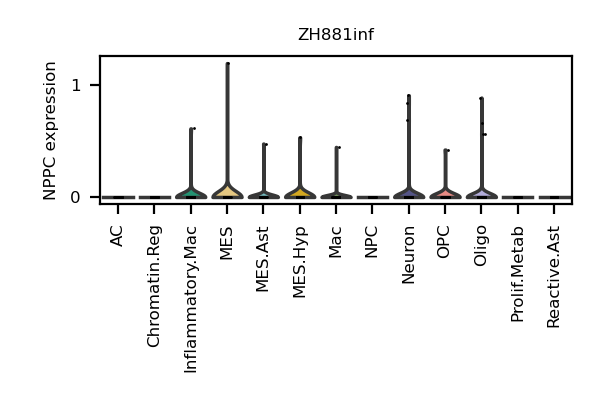 ZH881inf
NPPC expression
1
0
AC
Chromatin.Reg
Inflammatory.Mac
MES
MES.Ast
MES.Hyp
Mac
NPC
Neuron
OPC
Oligo
Prolif.Metab
Reactive.Ast